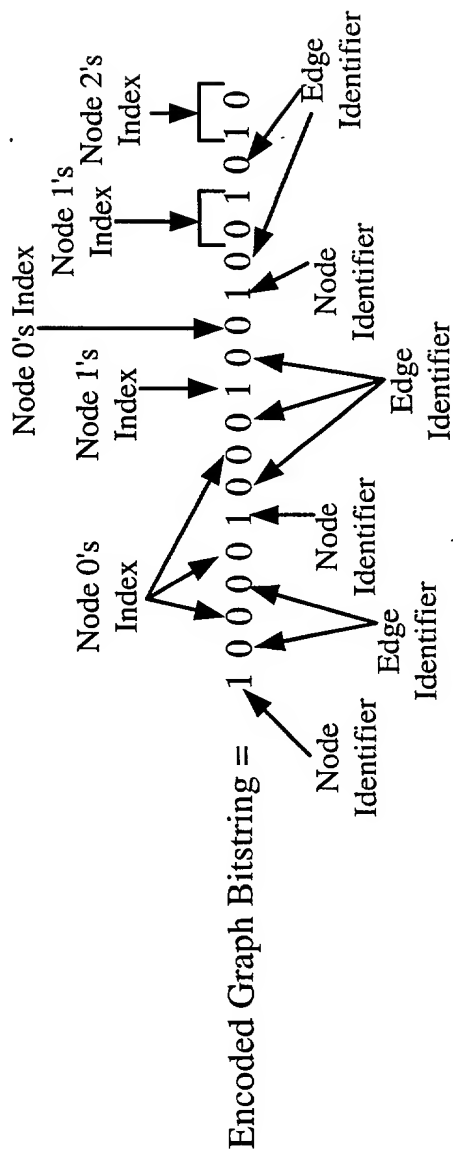 Node 0's Index
Node 0's
Index
Node 1's
Index
Node 1's
Index
Node 2's
Index
Encoded Graph Bitstring = 1 0 0 0 0 1 0 0 0 1 0 0 1 0 0 1 0 1 0
Node
Identifier
Edge
Identifier
Node
Identifier
Edge
Identifier
Node
Identifier
Edge
Identifier